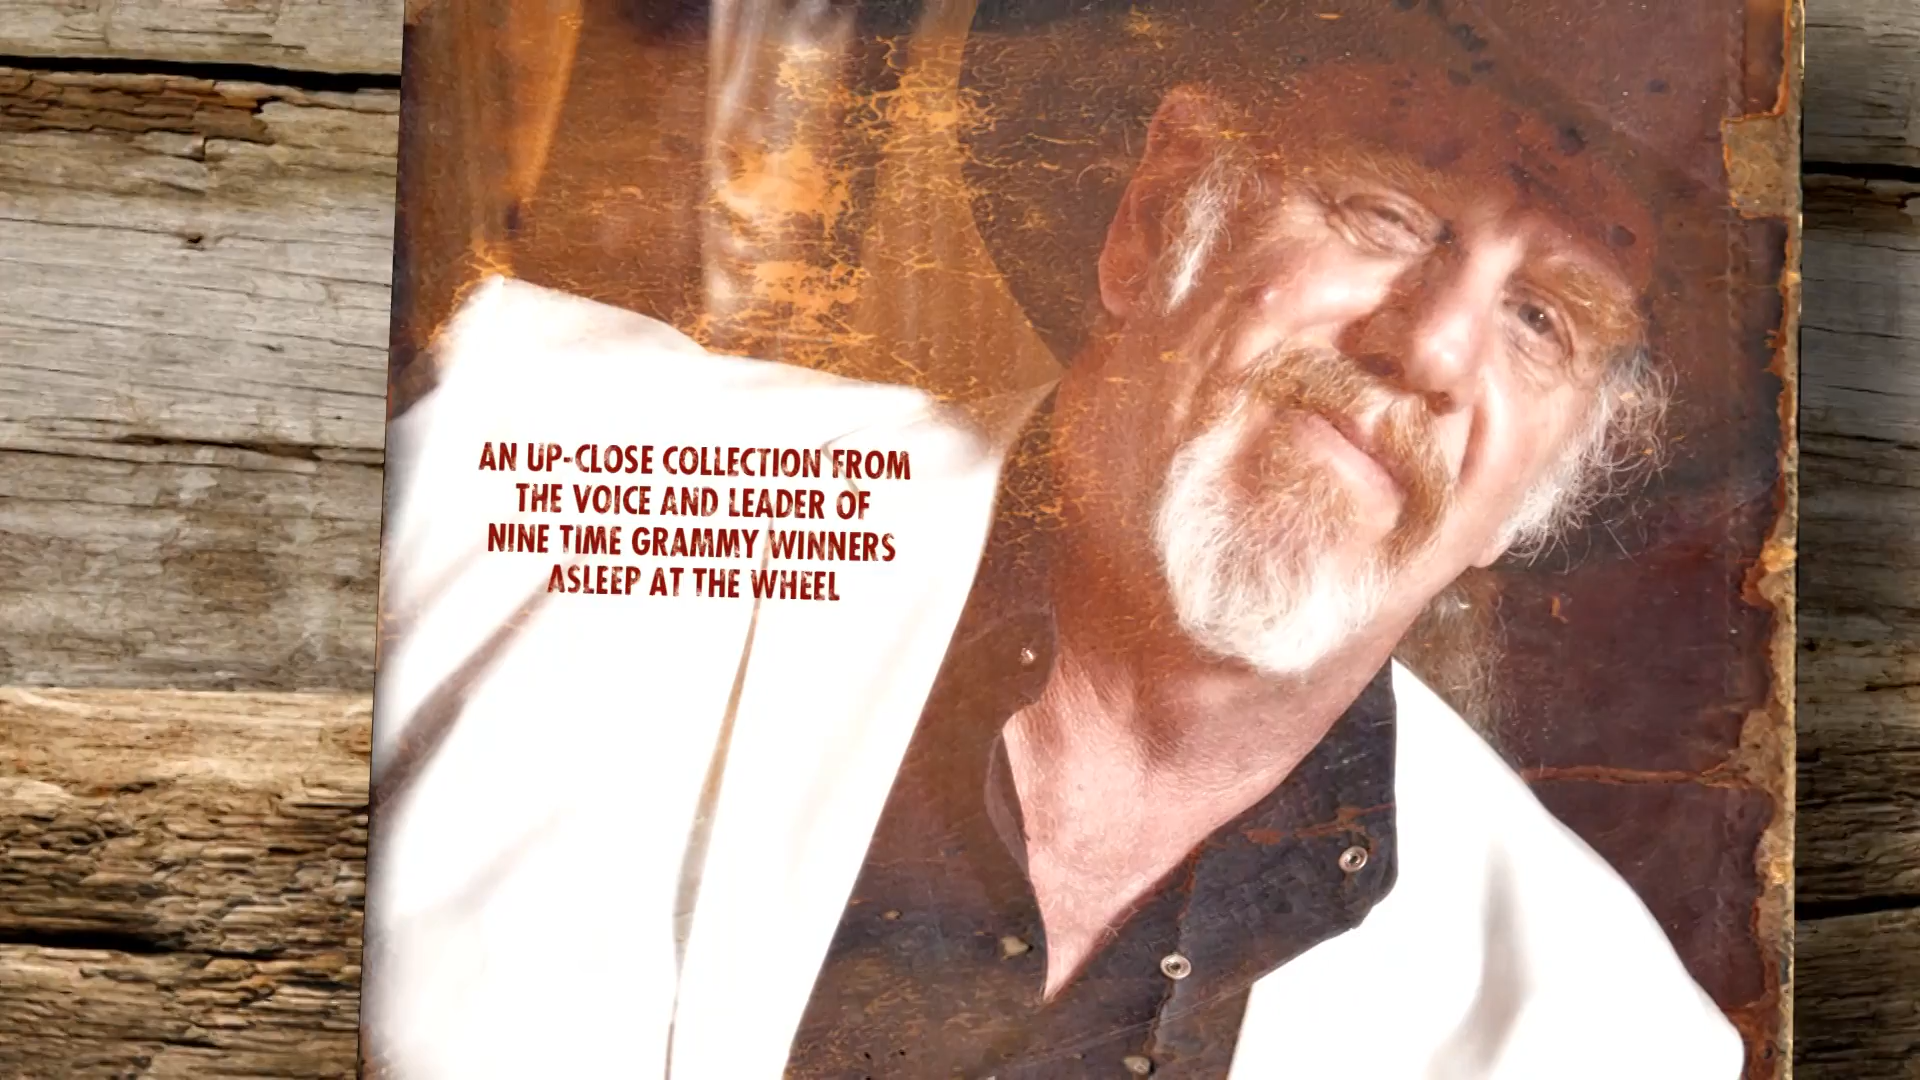 AN UP-CLOSE COLLECTION FROM
THE VOICE AND LEADER OF
NINE TIME GRAMMY WINNERS
ASLEEP AT THE WHEEL